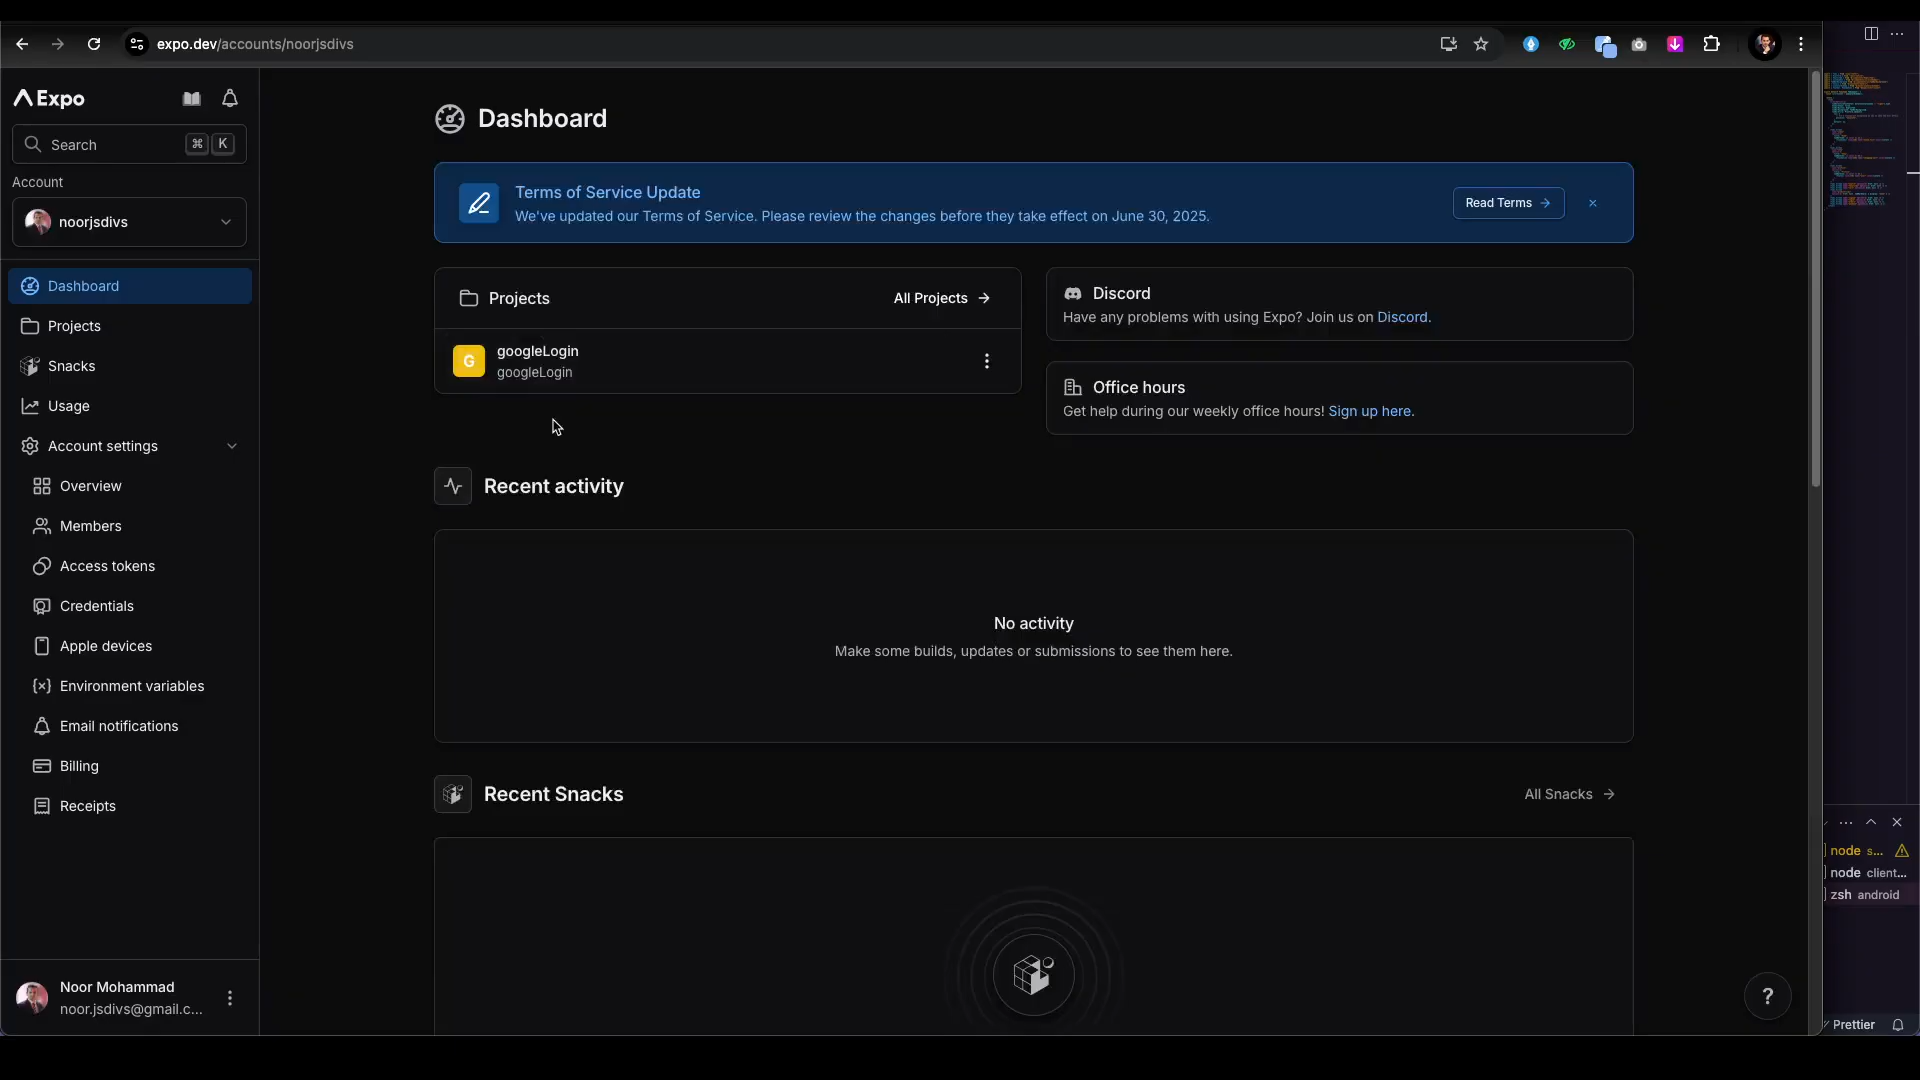 expo.dev/accounts/noorjsdivs
Expo
Search
⌘ K
Account
noorjsdivs
Dashboard
Projects
Snacks
Usage
Account settings
Overview
Members
Access tokens
Credentials
Apple devices
Environment variables
Email notifications
Billing
Receipts
Noor Mohammad
noor.jsdivs@gmail.c...
Dashboard
Terms of Service Update
We've updated our Terms of Service. Please review the changes before they take effect on June 30, 2025.
Read Terms
Projects
All Projects
G
googleLogin
googleLogin
Discord
Have any problems with using Expo? Join us on Discord.
Office hours
Get help during our weekly office hours! Sign up here.
Recent activity
No activity
Make some builds, updates or submissions to see them here.
Recent Snacks
All Snacks
?
node s...
node client...
zsh android
Prettier